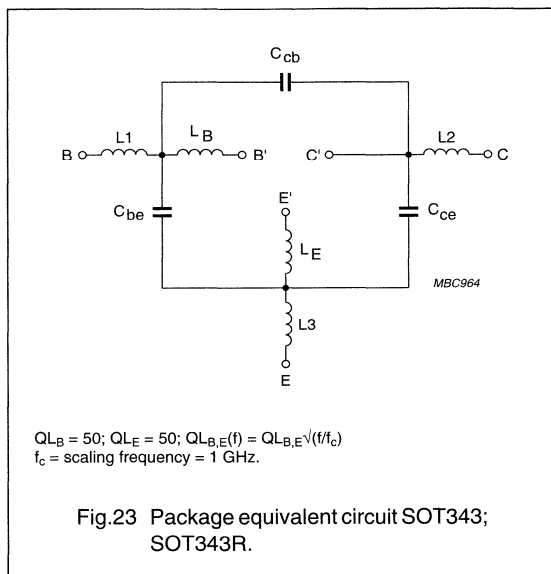 C_cb
L1
L_B
L2
B
B'
C'
C
C_be
E'
C_ce
L_E
MBC964
L3
E
QL_B = 50; QL_E = 50; QL_B,E(f) = QL_B,E√(f/f_c)
f_c = scaling frequency = 1 GHz.
Fig.23 Package equivalent circuit SOT343;
SOT343R.